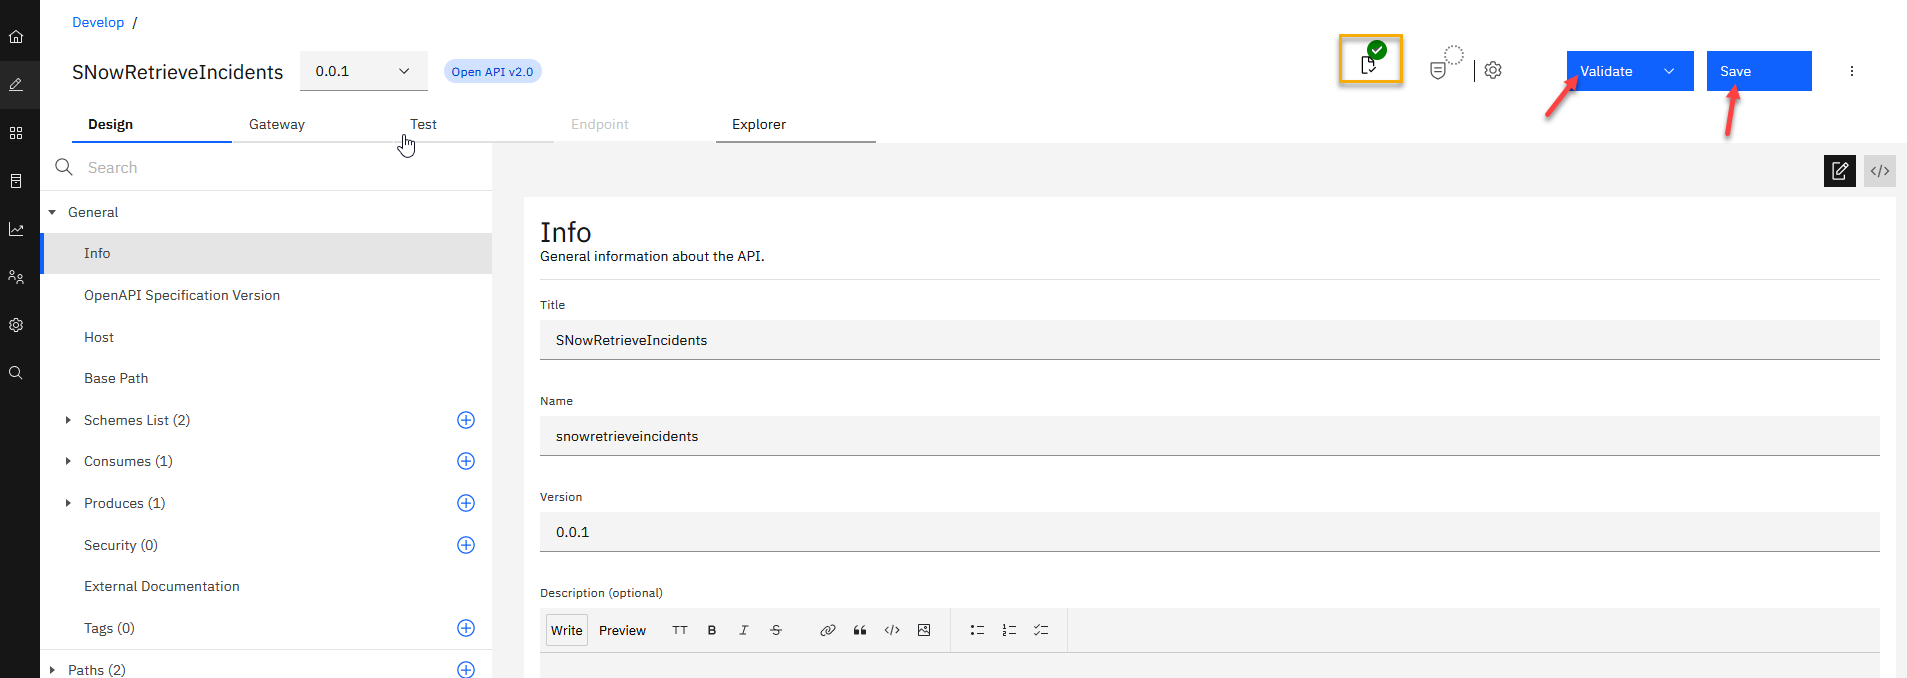 Develop /
SNowRetrieveIncidents
0.0.1
Open API v2.0
Validate
Save
Design
Gateway
Test
Endpoint
Explorer
Search
General
Info
OpenAPI Specification Version
Host
Base Path
Schemes List (2)
Consumes (1)
Produces (1)
Security (0)
External Documentation
Tags (0)
Paths (2)
Info
General information about the API.
Title
SNowRetrieveIncidents
Name
snowretrieveincidents
Version
0.0.1
Description (optional)
Write Preview TT B I S